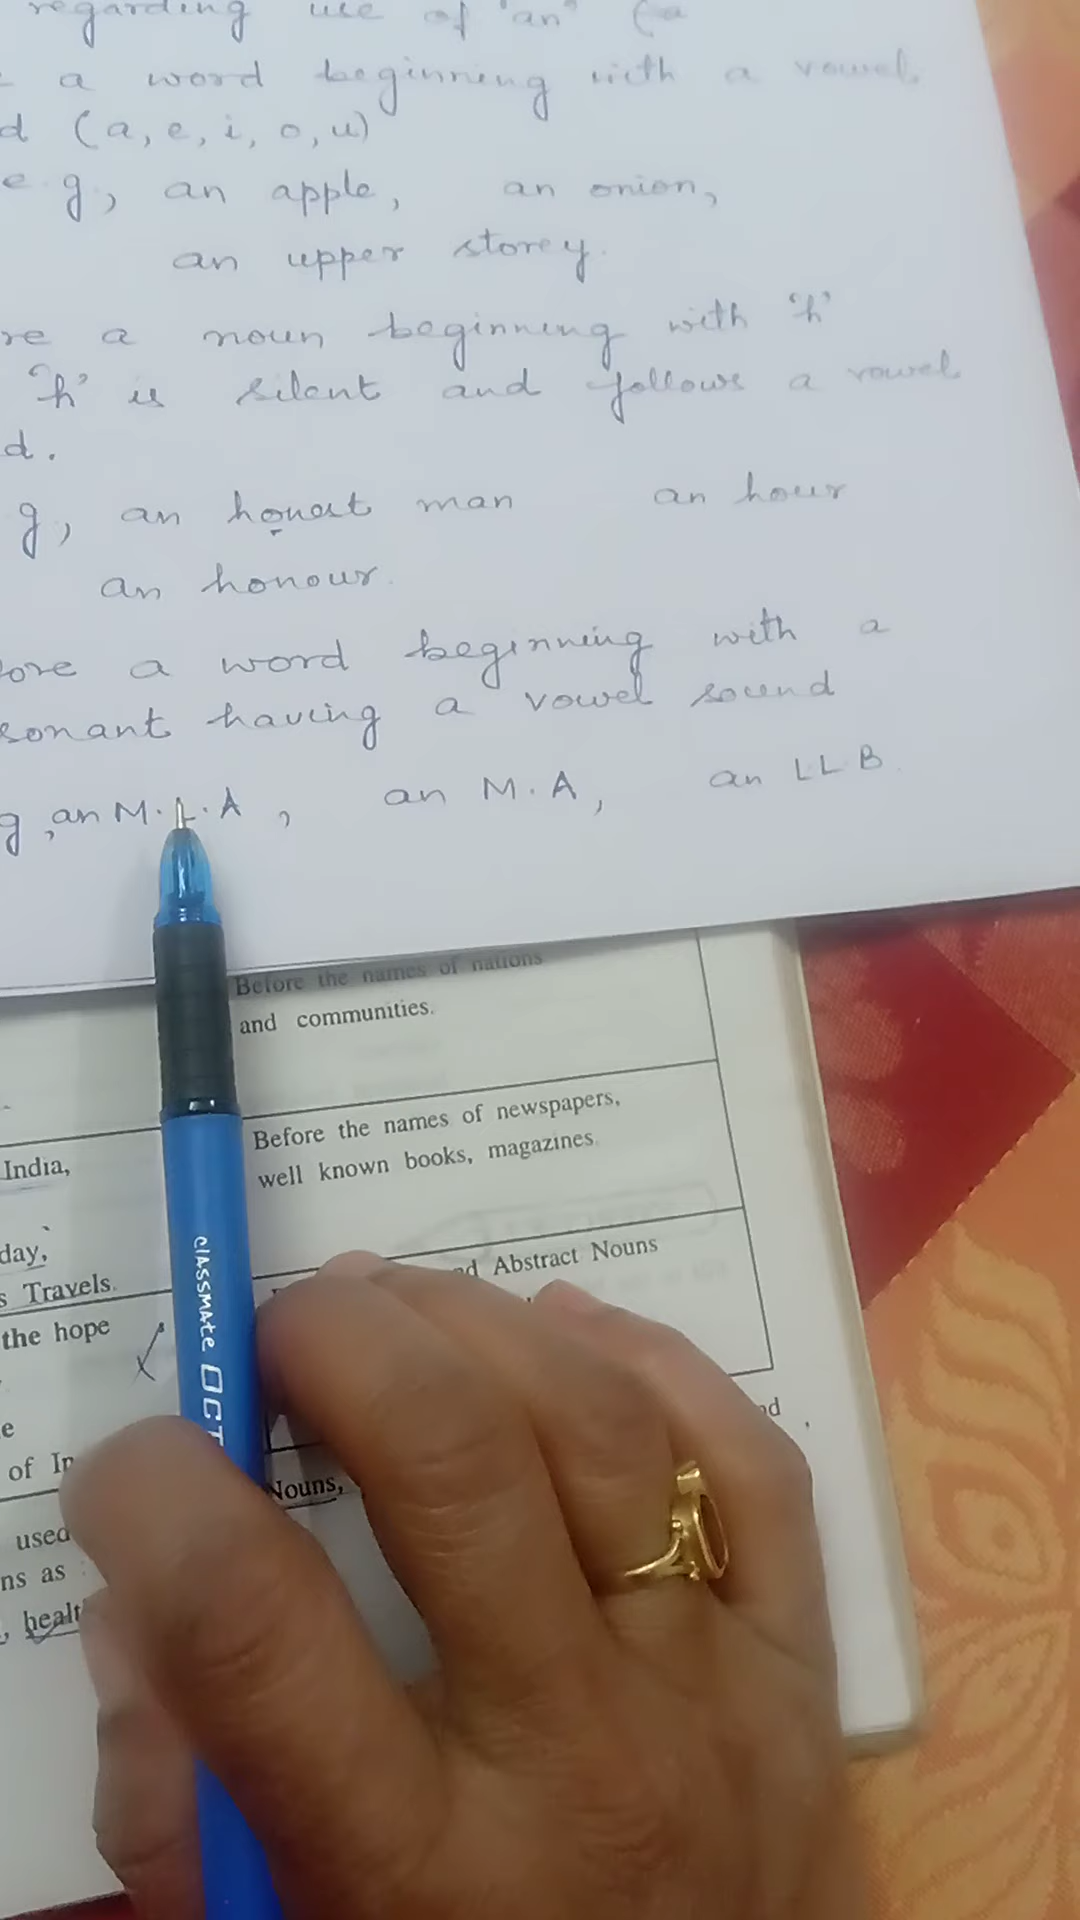 regarding use of "an" (a
a word beginning with a vowel
d (a, e, i, o, u)
e.g, an apple, an onion,
an upper storey.
re a noun beginning with 'h'
'h' is silent and follows a vowel
d.
g, an honest man an hour
an honour.
ore a word beginning with a
sonant having a vowel sound
g, an M.L.A, an M.A, an LLB.
Before the names of nations
and communities.
India,
Before the names of newspapers,
well known books, magazines.
day,
s Travels.
nd Abstract Nouns
the hope
e
of In
Nouns,
used
ns as
, healt
nd
classmate OCT